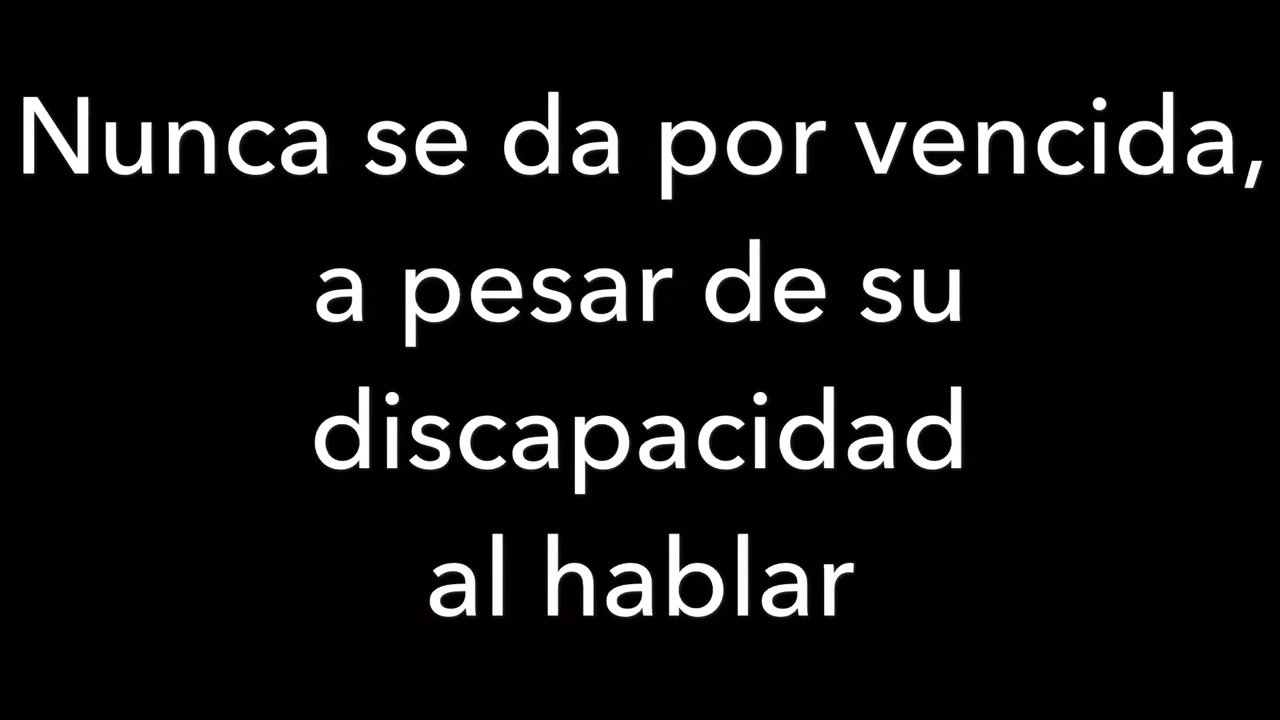 Nunca se da por vencida,
a pesar de su
discapacidad
al hablar